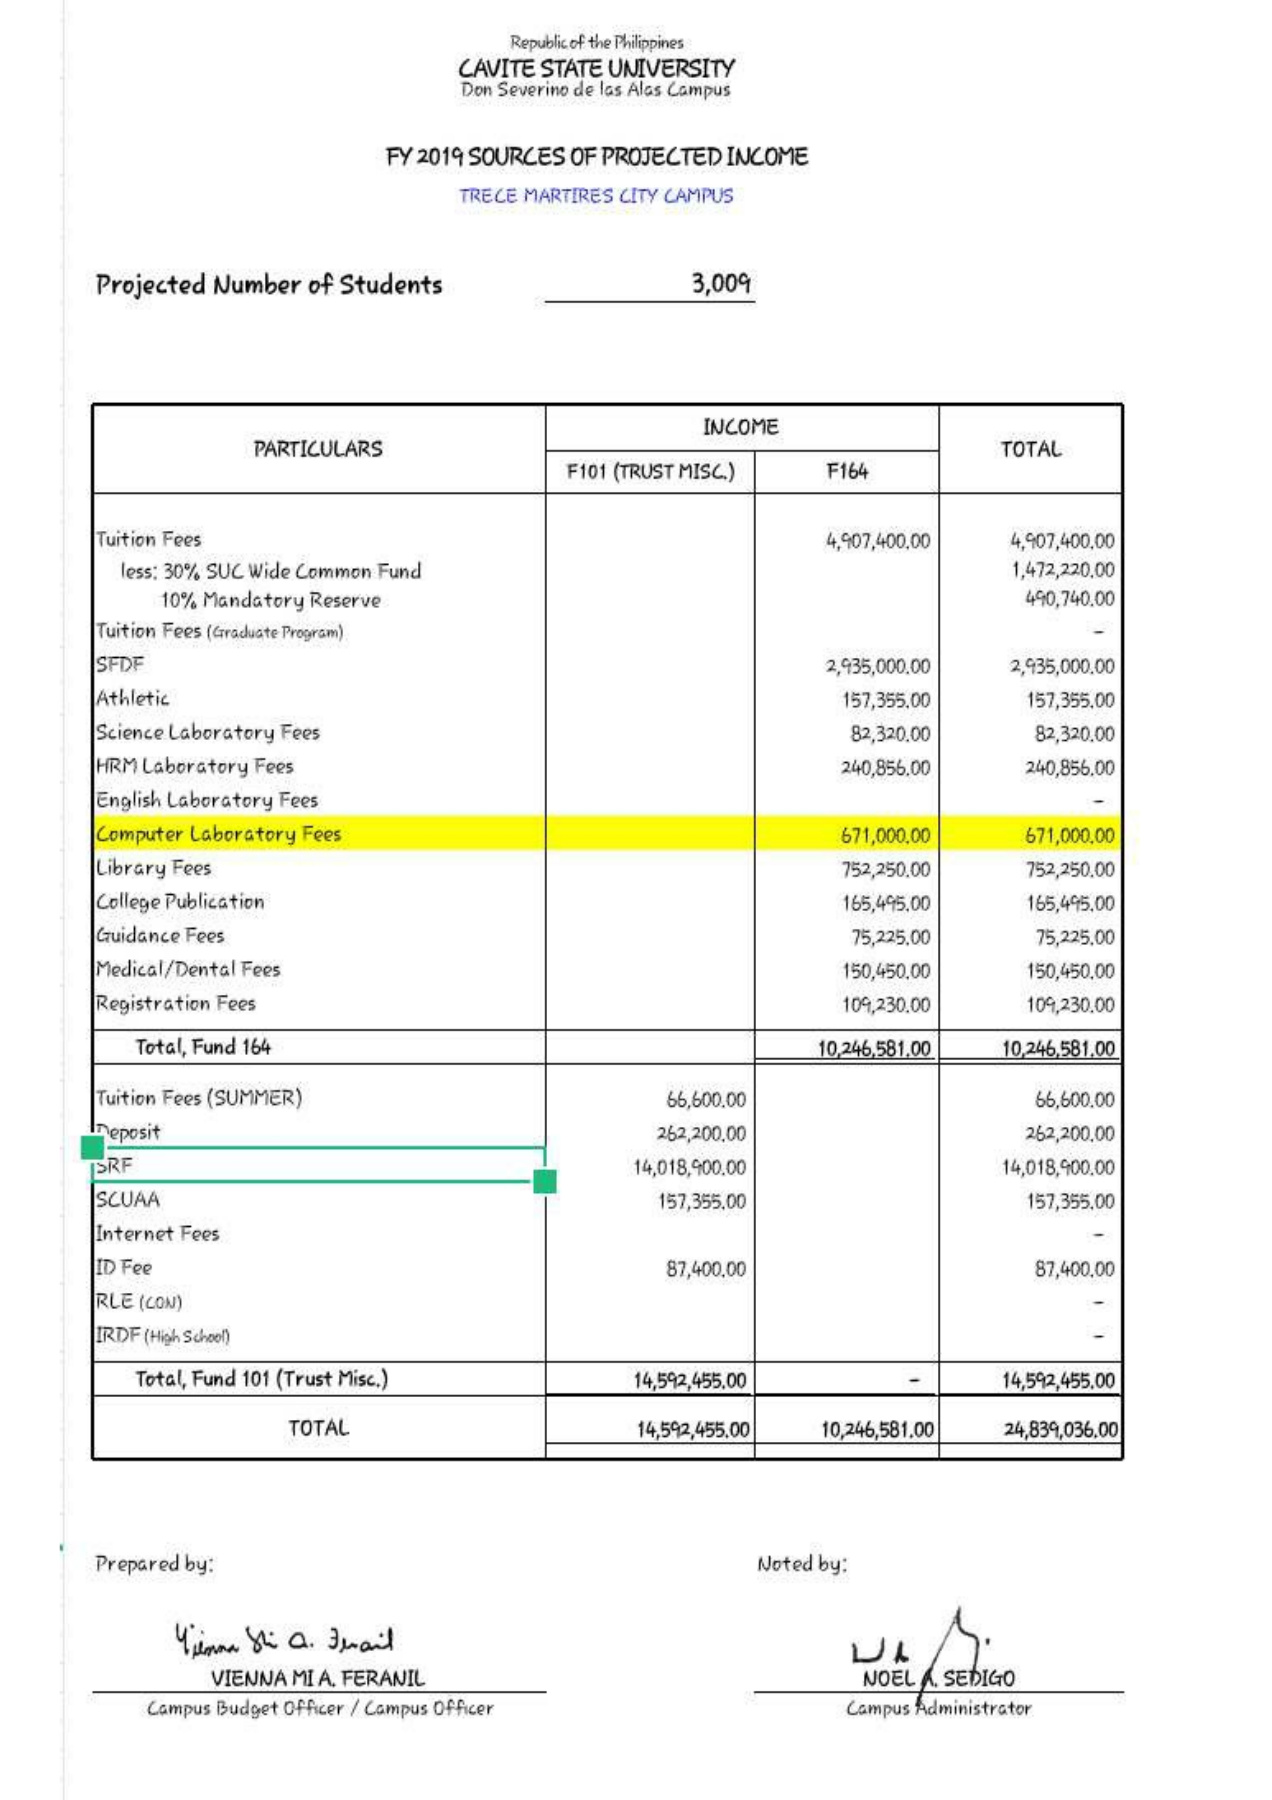 Republic of the Philippines
CAVITE STATE UNIVERSITY
Don Severino de las Alas Campus
FY 2019 SOURCES OF PROJECTED INCOME
TRECE MARTIRES CITY CAMPUS
Projected Number of Students 3,009
PARTICULARS INCOME TOTAL
F101 (TRUST MISC.) F164
Tuition Fees 4,907,400.00 4,907,400.00
less: 30% SUC Wide Common Fund 1,472,220.00
10% Mandatory Reserve 490,740.00
Tuition Fees (Graduate Program) -
SFDF 2,935,000.00 2,935,000.00
Athletic 157,355.00 157,355.00
Science Laboratory Fees 82,320.00 82,320.00
HRM Laboratory Fees 240,856.00 240,856.00
English Laboratory Fees -
Computer Laboratory Fees 671,000.00 671,000.00
Library Fees 752,250.00 752,250.00
College Publication 165,495.00 165,495.00
Guidance Fees 75,225.00 75,225.00
Medical/Dental Fees 150,450.00 150,450.00
Registration Fees 109,230.00 109,230.00
Total, Fund 164 10,246,581.00 10,246,581.00
Tuition Fees (SUMMER) 66,600.00 66,600.00
Deposit 262,200.00 262,200.00
SRF 14,018,900.00 14,018,900.00
SCUAA 157,355.00 157,355.00
Internet Fees -
ID Fee 87,400.00 87,400.00
RLE (CON) -
IRDF (High School) -
Total, Fund 101 (Trust Misc.) 14,592,455.00 - 14,592,455.00
TOTAL 14,592,455.00 10,246,581.00 24,839,036.00
Prepared by: Noted by:
Vienna Mi A. Feranil
VIENNA MI A. FERANIL NOEL A. SEDIGO
Campus Budget Officer / Campus Officer Campus Administrator